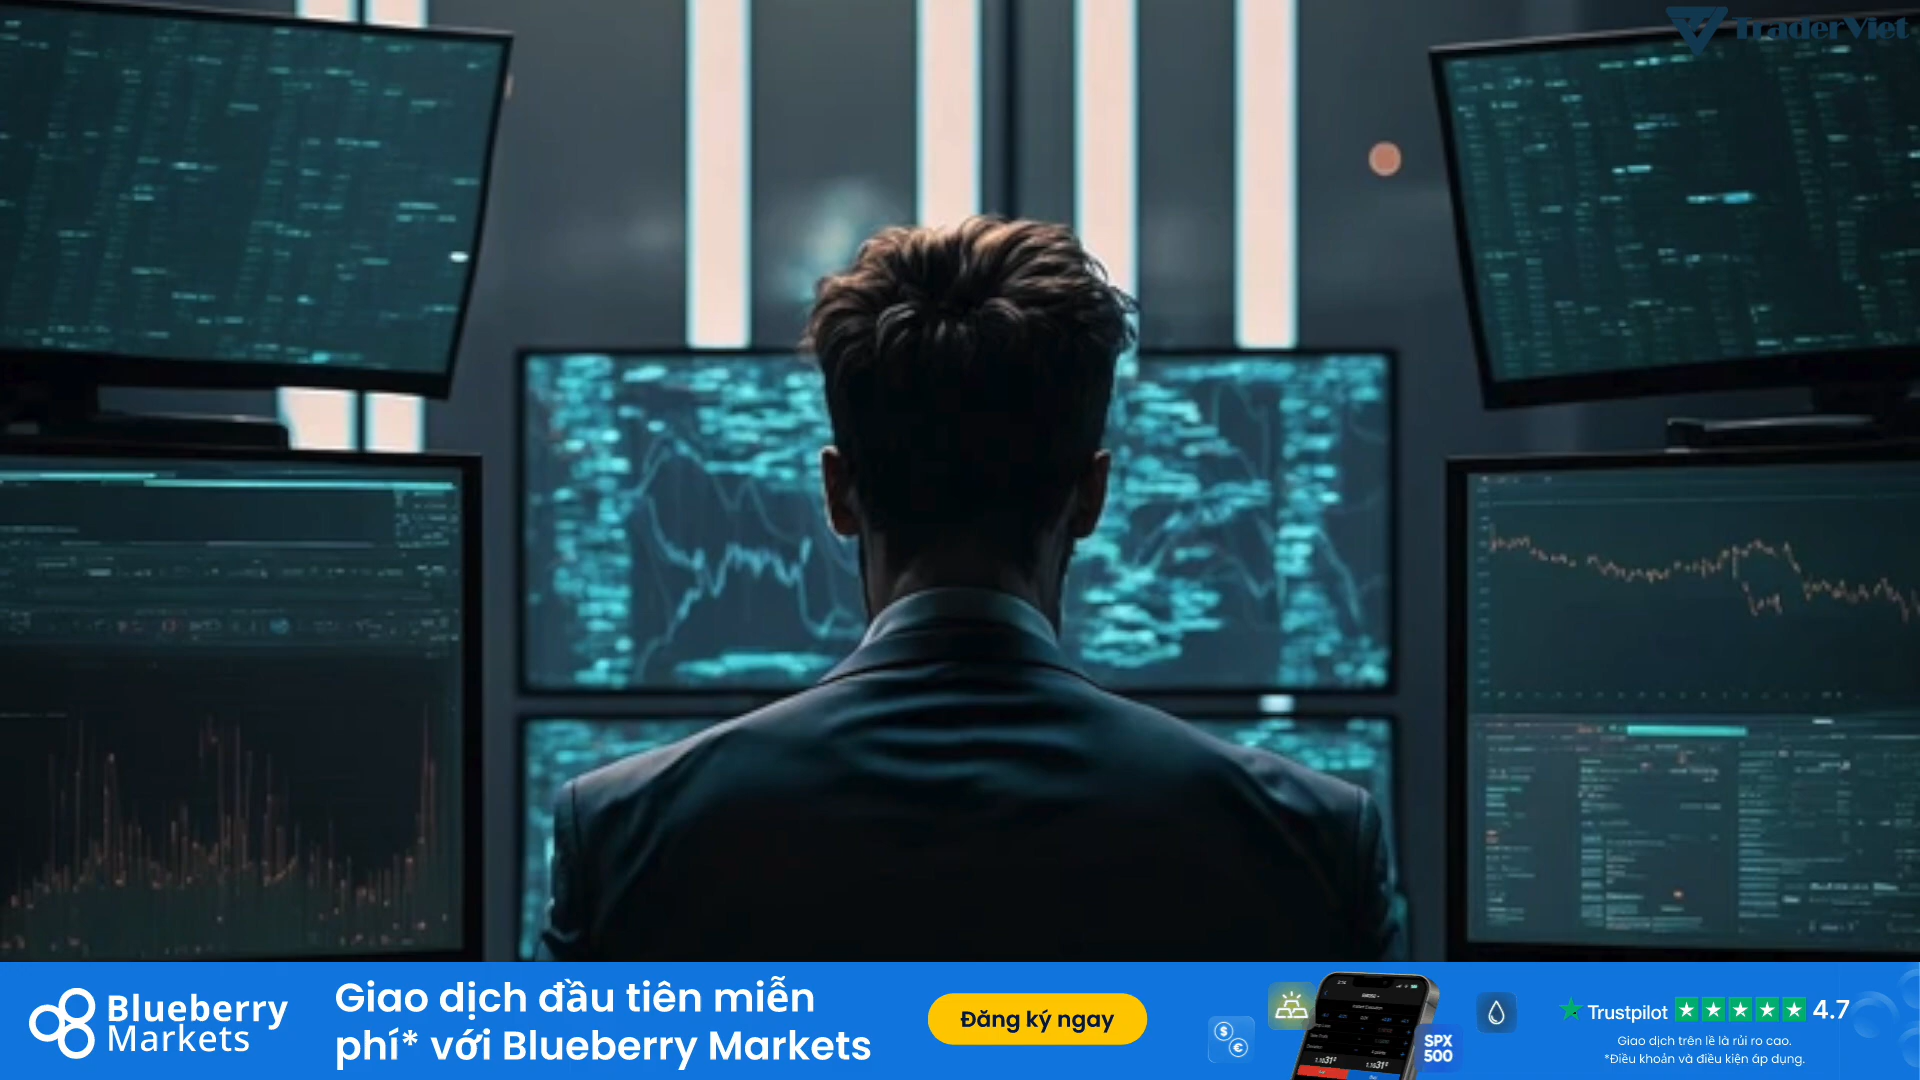 TraderViet
Blueberry
Markets
Giao dịch đầu tiên miễn
phí* với Blueberry Markets
Đăng ký ngay
SPX
500
Trustpilot
4.7
Giao dịch trên lề là rủi ro cao.
*Điều khoản và điều kiện áp dụng.